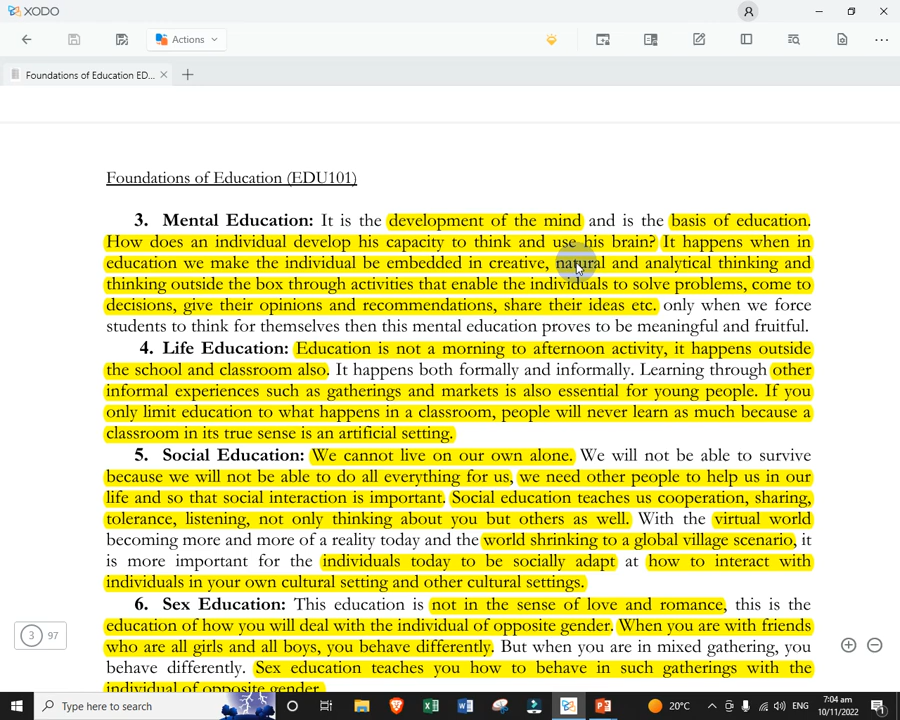 XODO
Actions
Foundations of Education ED...
Foundations of Education (EDU101)
3. Mental Education: It is the development of the mind and is the basis of education.
How does an individual develop his capacity to think and use his brain? It happens when in
education we make the individual be embedded in creative, natural and analytical thinking and
thinking outside the box through activities that enable the individuals to solve problems, come to
decisions, give their opinions and recommendations, share their ideas etc. only when we force
students to think for themselves then this mental education proves to be meaningful and fruitful.
4. Life Education: Education is not a morning to afternoon activity, it happens outside
the school and classroom also. It happens both formally and informally. Learning through other
informal experiences such as gatherings and markets is also essential for young people. If you
only limit education to what happens in a classroom, people will never learn as much because a
classroom in its true sense is an artificial setting.
5. Social Education: We cannot live on our own alone. We will not be able to survive
because we will not be able to do all everything for us, we need other people to help us in our
life and so that social interaction is important. Social education teaches us cooperation, sharing,
tolerance, listening, not only thinking about you but others as well. With the virtual world
becoming more and more of a reality today and the world shrinking to a global village scenario, it
is more important for the individuals today to be socially adapt at how to interact with
individuals in your own cultural setting and other cultural settings.
6. Sex Education: This education is not in the sense of love and romance, this is the
education of how you will deal with the individual of opposite gender. When you are with friends
who are all girls and all boys, you behave differently. But when you are in mixed gathering, you
behave differently. Sex education teaches you how to behave in such gatherings with the
individual of opposite gender.
3 97
Type here to search
20°C
ENG
7:04 am
10/11/2022
1